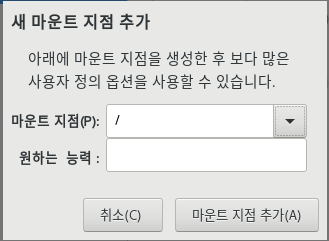 새 마운트 지점 추가
아래에 마운트 지점을 생성한 후 보다 많은
사용자 정의 옵션을 사용할 수 있습니다.
마운트 지점(P): /
원하는 능력 :
취소(C) 마운트 지점 추가(A)